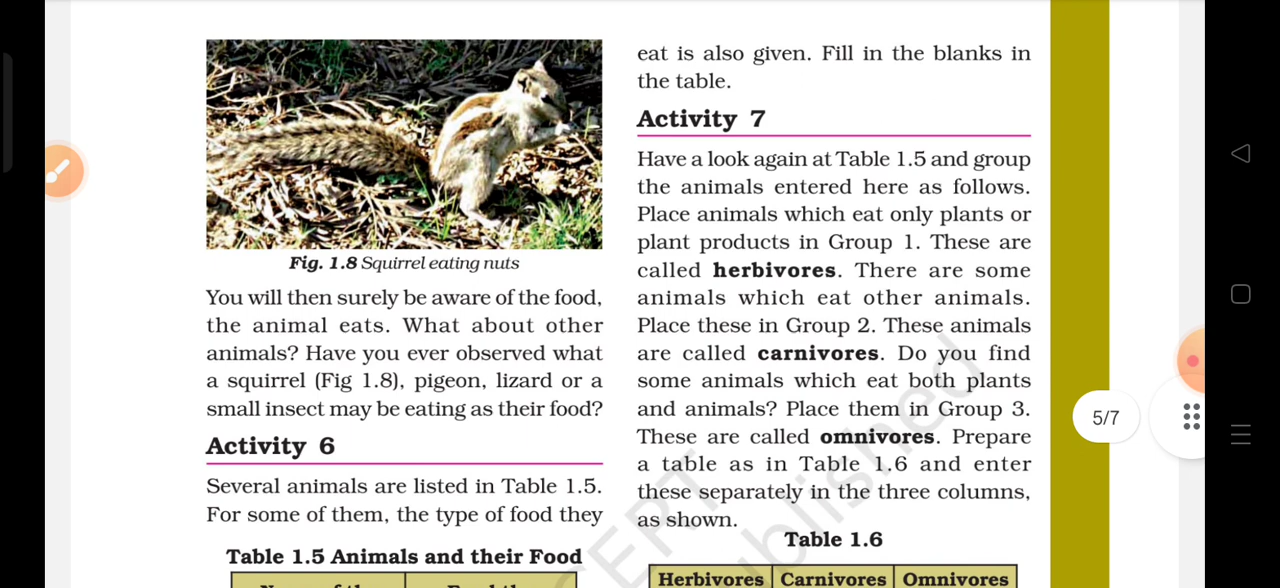 Fig. 1.8 Squirrel eating nuts
You will then surely be aware of the food,
the animal eats. What about other
animals? Have you ever observed what
a squirrel (Fig 1.8), pigeon, lizard or a
small insect may be eating as their food?
Activity 6
Several animals are listed in Table 1.5.
For some of them, the type of food they
Table 1.5 Animals and their Food
eat is also given. Fill in the blanks in
the table.
Activity 7
Have a look again at Table 1.5 and group
the animals entered here as follows.
Place animals which eat only plants or
plant products in Group 1. These are
called herbivores. There are some
animals which eat other animals.
Place these in Group 2. These animals
are called carnivores. Do you find
some animals which eat both plants
and animals? Place them in Group 3.
These are called omnivores. Prepare
a table as in Table 1.6 and enter
these separately in the three columns,
as shown.
Table 1.6
Herbivores Carnivores Omnivores
5/7